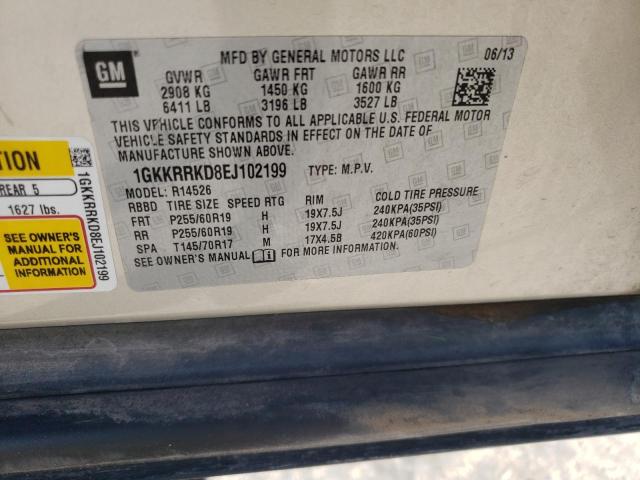 GM
MFD BY GENERAL MOTORS LLC 06/13
GVWR GAWR FRT GAWR RR
2908 KG 1450 KG 1600 KG
6411 LB 3196 LB 3527 LB
THIS VEHICLE CONFORMS TO ALL APPLICABLE U.S. FEDERAL MOTOR
VEHICLE SAFETY STANDARDS IN EFFECT ON THE DATE OF
MANUFACTURE SHOWN ABOVE.
1GKKRRKD8EJ102199 TYPE: M.P.V.
MODEL: R14526
RBBD TIRE SIZE SPEED RTG RIM COLD TIRE PRESSURE
FRT P255/60R19 H 19X7.5J 240KPA(35PSI)
RR P255/60R19 H 19X7.5J 240KPA(35PSI)
SPA T145/70R17 M 17X4.5B 420KPA(60PSI)
SEE OWNER'S MANUAL FOR MORE INFORMATION
TION
REAR 5
1627 lbs.
SEE OWNER'S
MANUAL FOR
ADDITIONAL
INFORMATION
1GKKRRKD8EJ102199